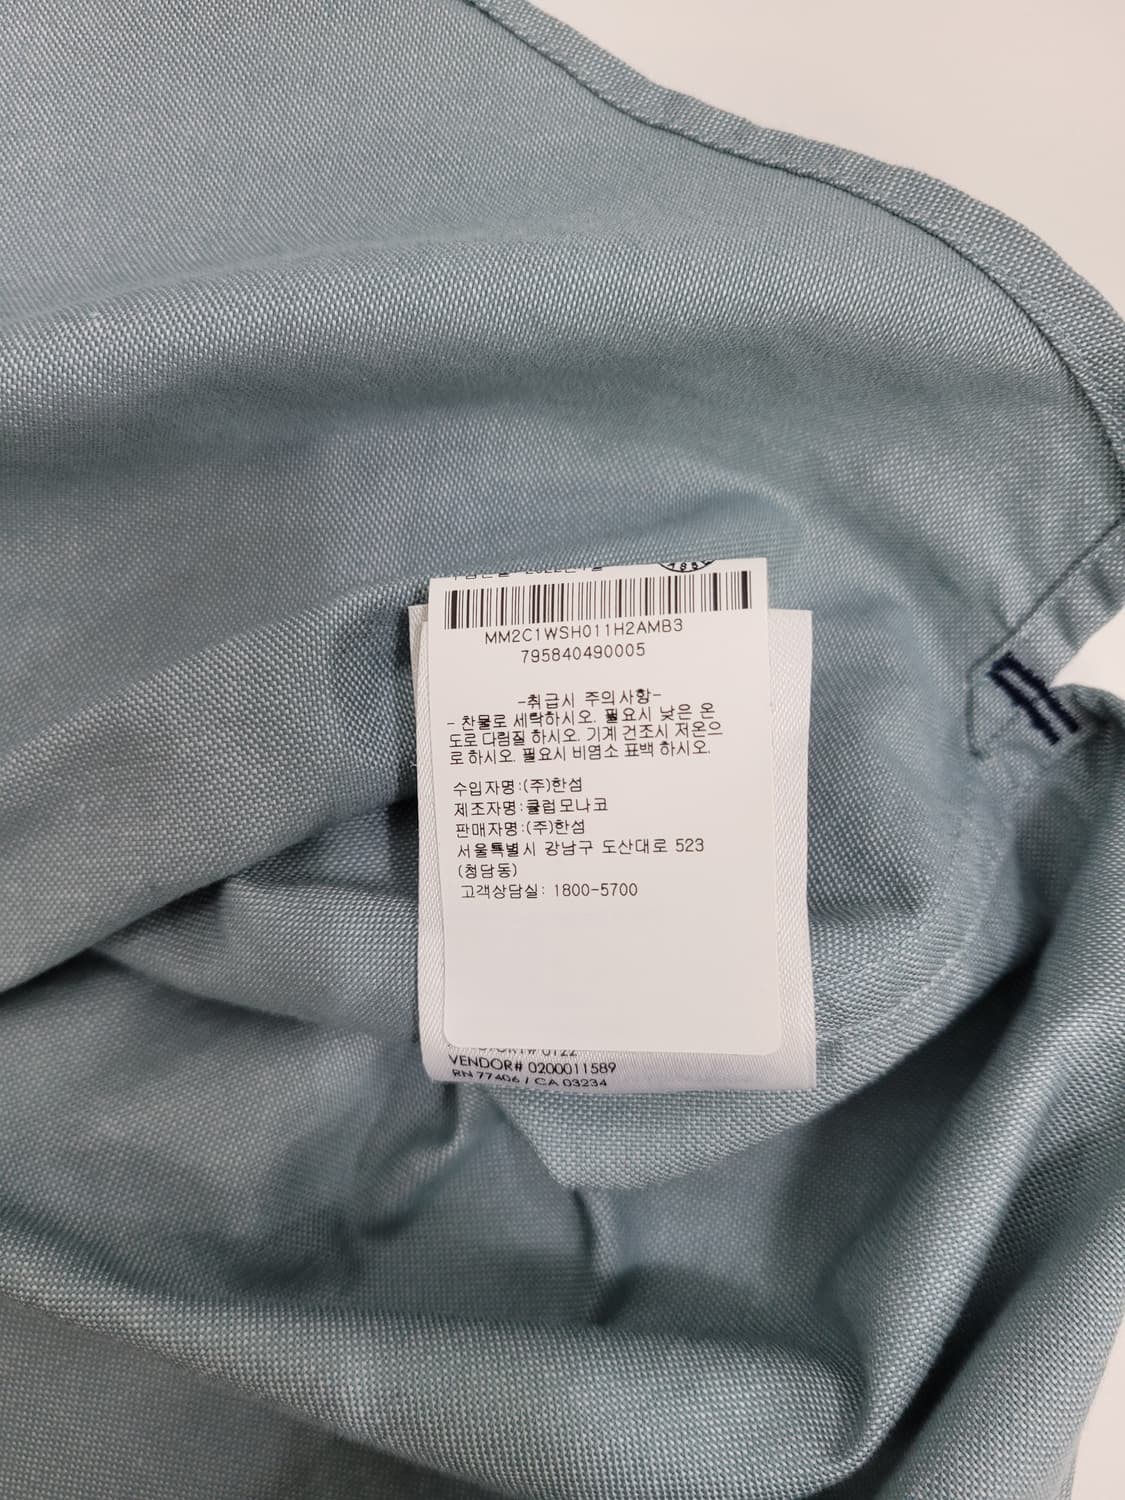 MM2C1WSH011H2AMB3
795840490005
-취급시 주의사항-
- 찬물로 세탁하시오. 필요시 낮은 온
도로 다림질 하시오. 기계 건조시 저온으
로 하시오. 필요시 비염소 표백 하시오.
수입자명:(주)한섬
제조자명:클럽모나코
판매자명:(주)한섬
서울특별시 강남구 도산대로 523
(청담동)
고객상담실: 1800-5700
VENDOR# 0200011589
RN 77406 / CA 03234